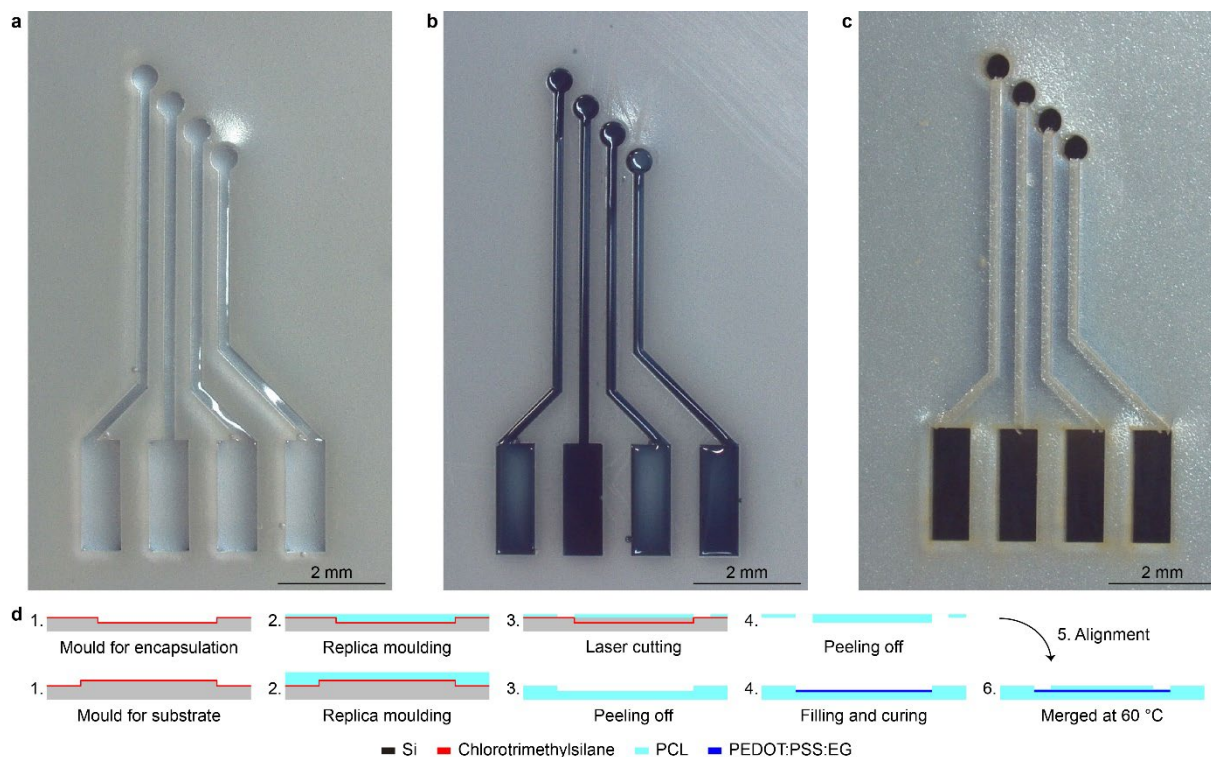 a
b
c
2 mm
2 mm
2 mm
d
1.
2.
3.
4.
5. Alignment
Mould for encapsulation
Replica moulding
Laser cutting
Peeling off
1.
2.
3.
4.
6.
Mould for substrate
Replica moulding
Peeling off
Filling and curing
Merged at 60 °C
Si
Chlorotrimethylsilane
PCL
PEDOT:PSS:EG